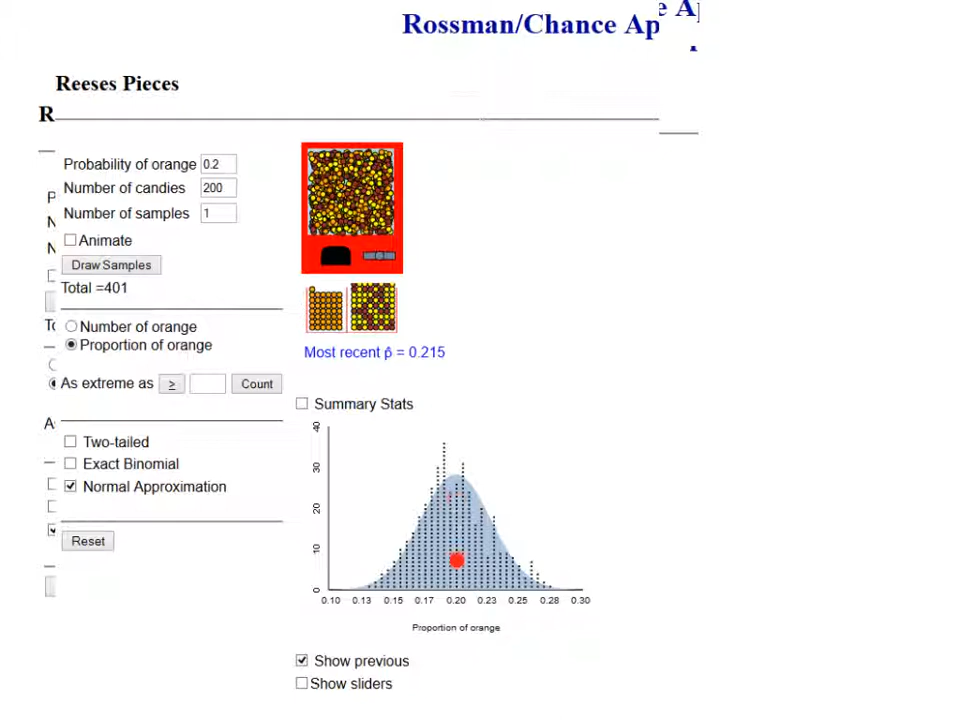 Rossman/Chance Ap
e A
Reeses Pieces
R
Probability of orange 0.2
Number of candies 200
Number of samples 1
Animate
Draw Samples
Total =401
Number of orange
Proportion of orange
As extreme as ≥ Count
Two-tailed
Exact Binomial
Normal Approximation
Reset
Most recent p̂ = 0.215
Summary Stats
40
30
20
10
0
0.10 0.13 0.15 0.17 0.20 0.23 0.25 0.28 0.30
Proportion of orange
Show previous
Show sliders